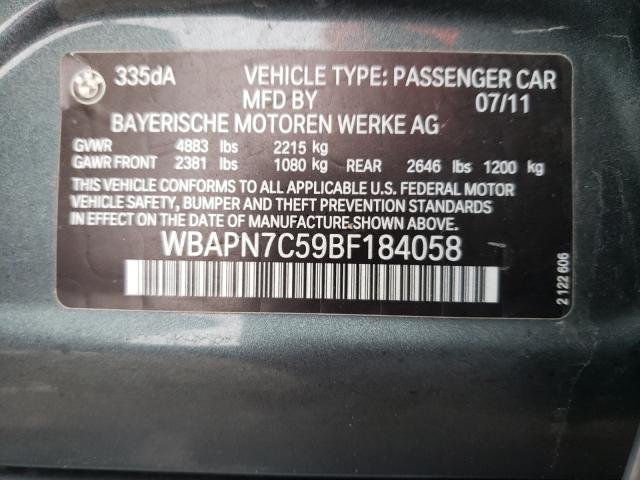 335dA VEHICLE TYPE: PASSENGER CAR
MFD BY 07/11
BAYERISCHE MOTOREN WERKE AG
GVWR 4883 lbs 2215 kg
GAWR FRONT 2381 lbs 1080 kg REAR 2646 lbs 1200 kg
THIS VEHICLE CONFORMS TO ALL APPLICABLE U.S. FEDERAL MOTOR
VEHICLE SAFETY, BUMPER AND THEFT PREVENTION STANDARDS
IN EFFECT ON THE DATE OF MANUFACTURE SHOWN ABOVE.
WBAPN7C59BF184058
2 122 606